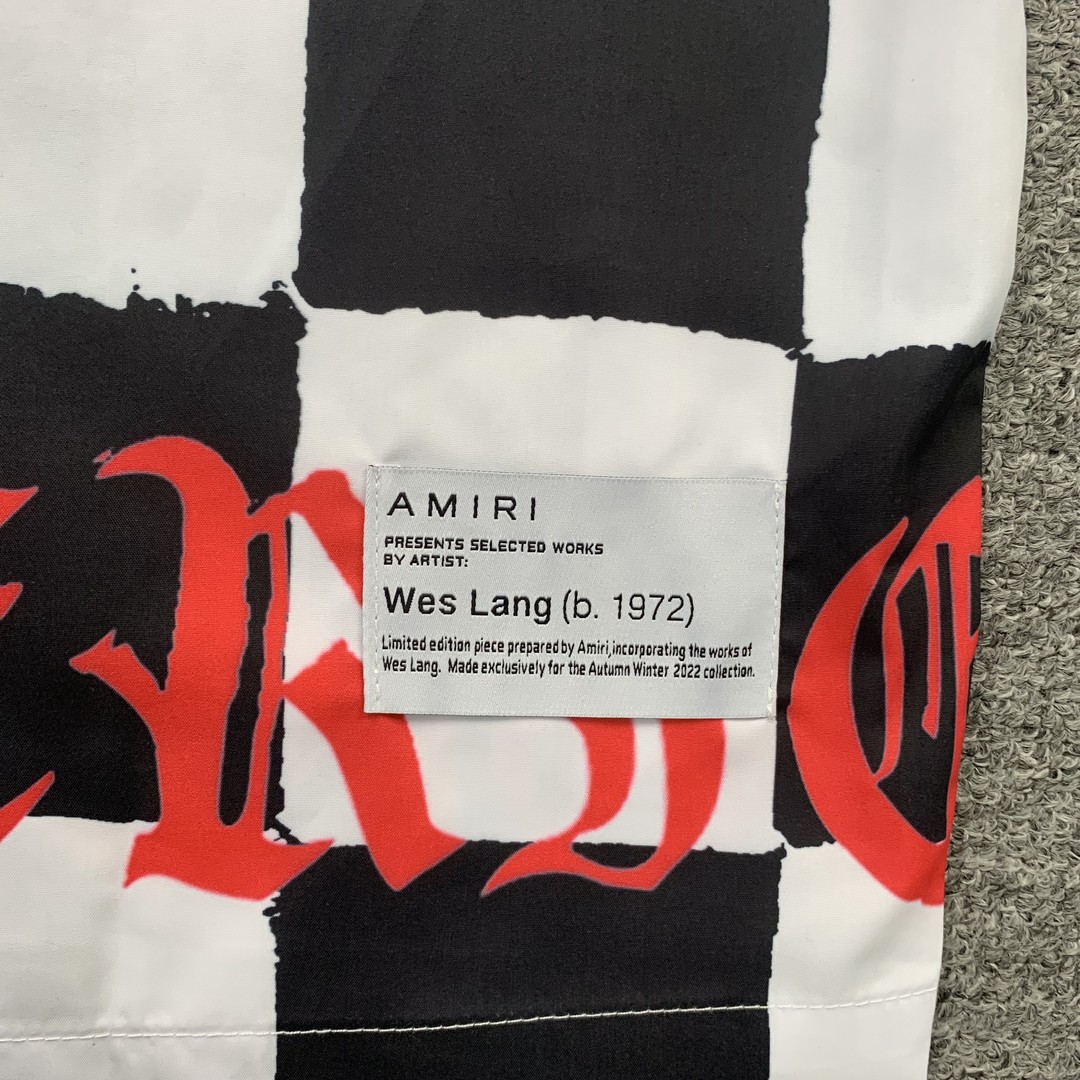 AMIRI
PRESENTS SELECTED WORKS
BY ARTIST:
Wes Lang (b. 1972)
Limited edition piece prepared by Amiri, incorporating the works of
Wes Lang. Made exclusively for the Autumn Winter 2022 collection.